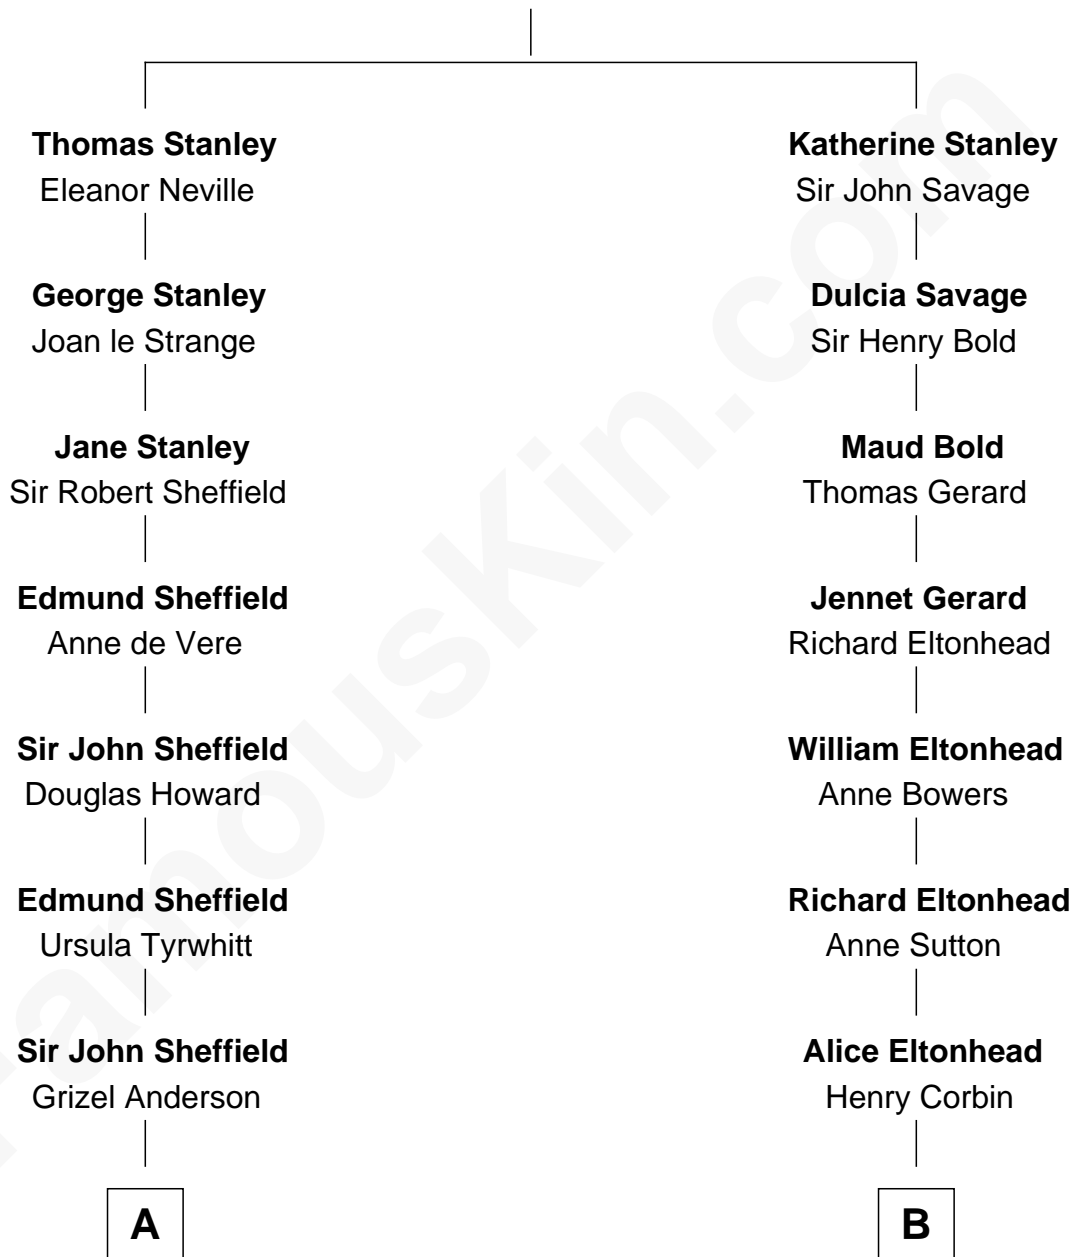 Thomas Stanley
Eleanor Neville
George Stanley
Joan le Strange
Jane Stanley
Sir Robert Sheffield
Edmund Sheffield
Anne de Vere
Sir John Sheffield
Douglas Howard
Edmund Sheffield
Ursula Tyrwhitt
Sir John Sheffield
Grizel Anderson
A
Katherine Stanley
Sir John Savage
Dulcia Savage
Sir Henry Bold
Maud Bold
Thomas Gerard
Jennet Gerard
Richard Eltonhead
William Eltonhead
Anne Bowers
Richard Eltonhead
Anne Sutton
Alice Eltonhead
Henry Corbin
B
FamousKin.com